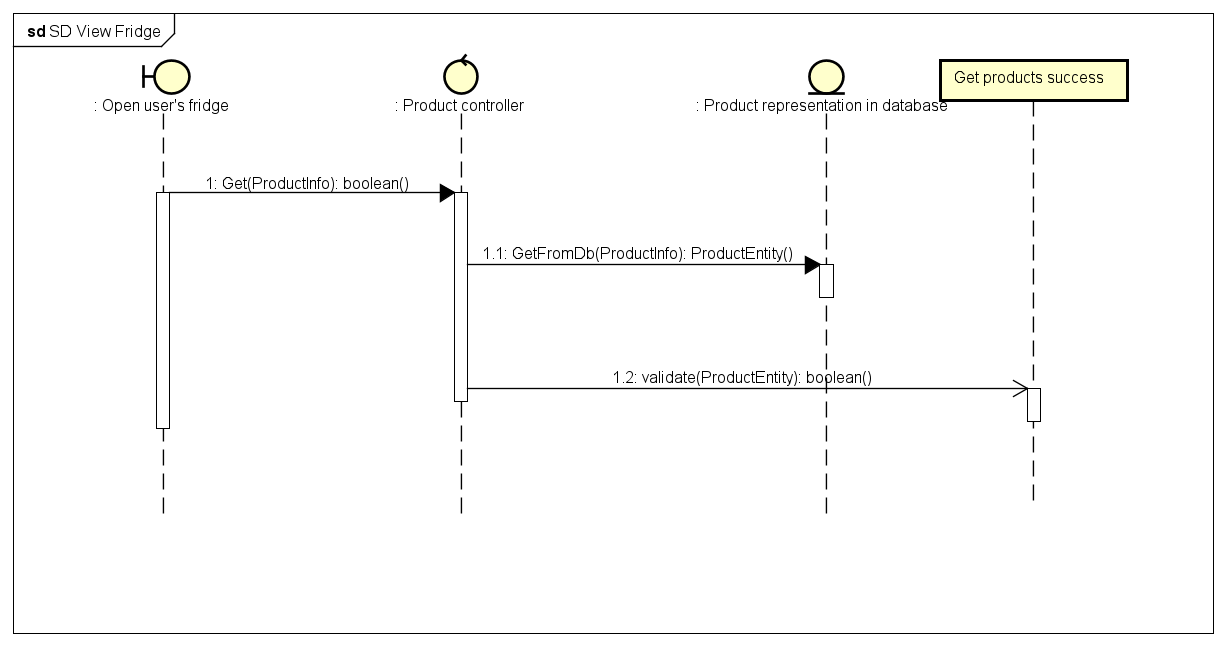 sd SD View Fridge
: Open user's fridge
: Product controller
: Product representation in database
Get products success
1: Get(ProductInfo): boolean()
1.1: GetFromDb(ProductInfo): ProductEntity()
1.2: validate(ProductEntity): boolean()